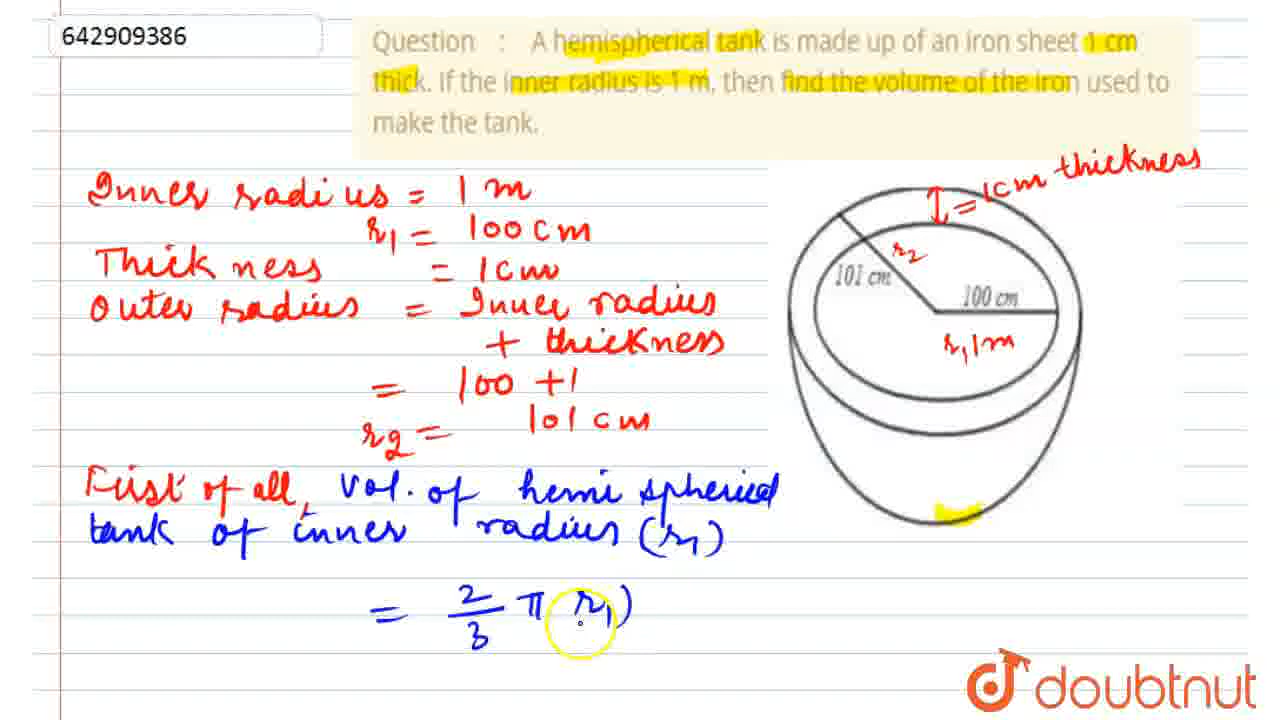 642909386
Question : A hemispherical tank is made up of an iron sheet 1 cm
thick. If the inner radius is 1 m, then find the volume of the iron used to
make the tank.
Inner radius = 1 m
r1 = 100 cm
Thickness = 1 cm
Outer radius = Inner radius
+ thickness
= 100 + 1
r2 = 101 cm
First of all, Vol. of hemispherical
tank of inner radius (r1)
= 2/3 π r1)
= 1cm thickness
r2
101 cm
100 cm
r1 1m
doubtnut